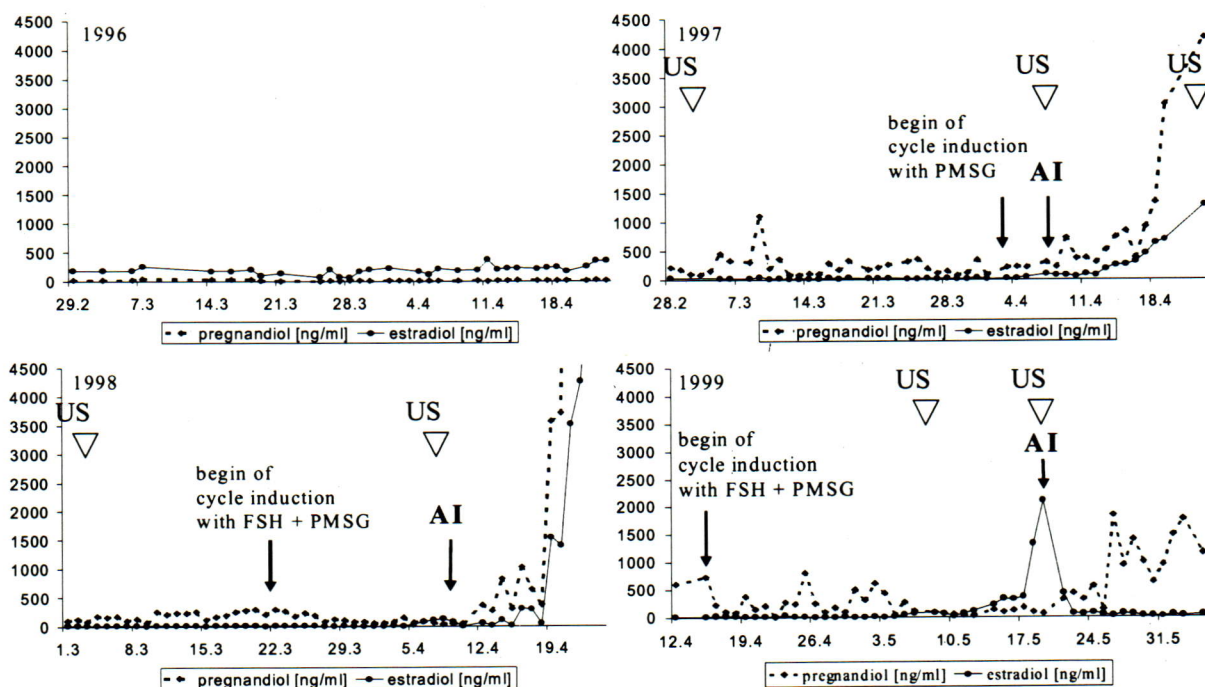 1996
4500
4000
3500
3000
2500
2000
1500
1000
500
0
29.2 7.3 14.3 21.3 28.3 4.4 11.4 18.4
pregnandiol [ng/ml] estradiol [ng/ml]
1997
4500
4000
3500
3000
2500
2000
1500
1000
500
0
US US US
begin of
cycle induction
with PMSG
AI
28.2 7.3 14.3 21.3 28.3 4.4 11.4 18.4
pregnandiol [ng/ml] estradiol [ng/ml]
1998
4500
4000
3500
3000
2500
2000
1500
1000
500
0
US US
begin of
cycle induction
with FSH + PMSG
AI
1.3 8.3 15.3 22.3 29.3 5.4 12.4 19.4
pregnandiol [ng/ml] estradiol [ng/ml]
1999
4500
4000
3500
3000
2500
2000
1500
1000
500
0
US US
begin of
cycle induction
with FSH + PMSG
AI
12.4 19.4 26.4 3.5 10.5 17.5 24.5 31.5
pregnandiol [ng/ml] estradiol [ng/ml]